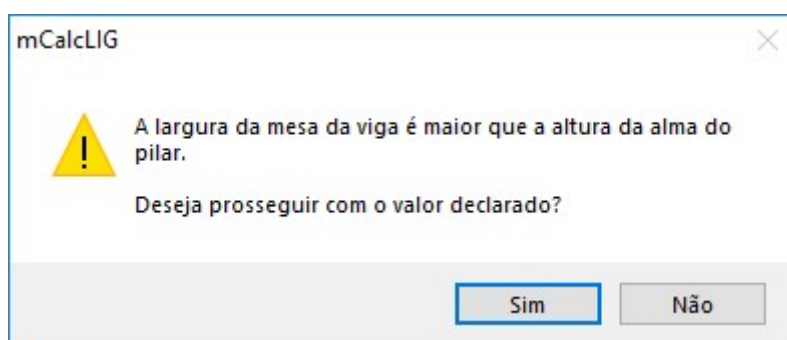 mCalcLIG
A largura da mesa da viga é maior que a altura da alma do
pilar.
Deseja prosseguir com o valor declarado?
Sim
Não